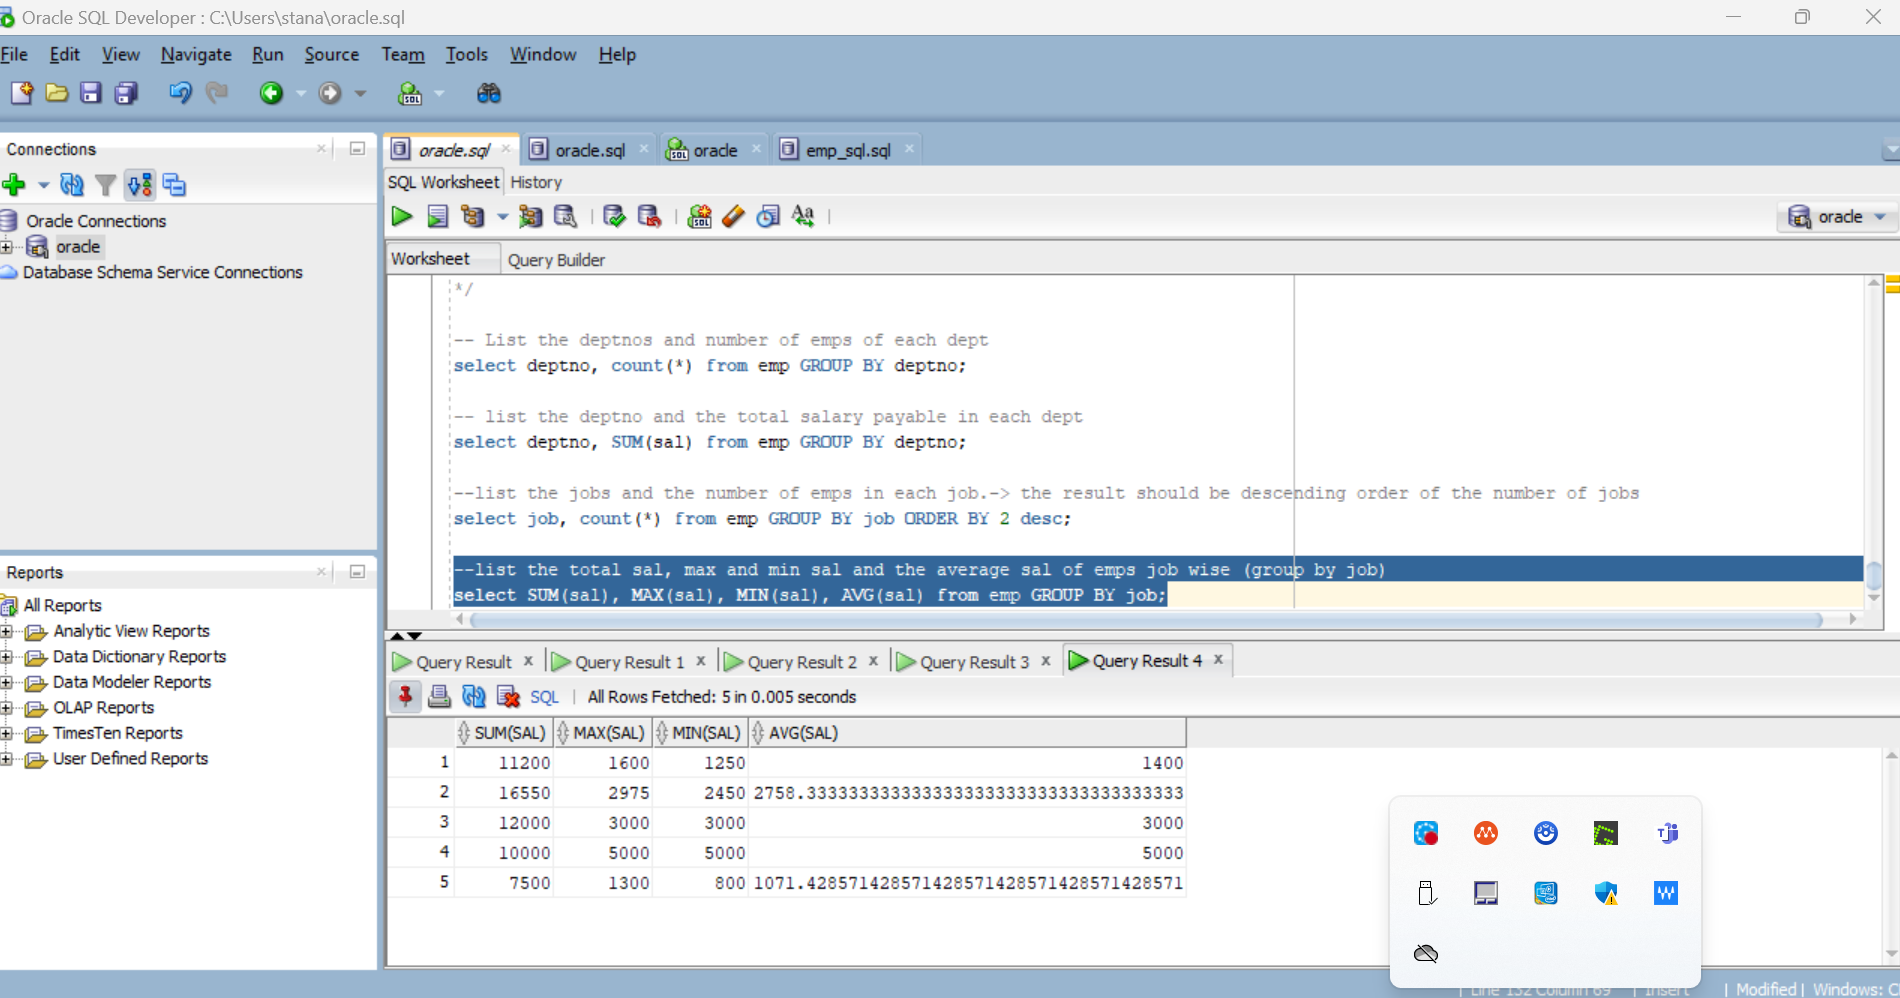 Oracle SQL Developer : C:\Users\stana\oracle.sql
File Edit View Navigate Run Source Team Tools Window Help
Connections
Oracle Connections
oracle
Database Schema Service Connections
Reports
All Reports
Analytic View Reports
Data Dictionary Reports
Data Modeler Reports
OLAP Reports
TimesTen Reports
User Defined Reports
oracle.sql oracle.sql oracle emp_sql.sql
SQL Worksheet History
oracle
Worksheet Query Builder
*/
-- List the deptnos and number of emps of each dept
select deptno, count(*) from emp GROUP BY deptno;
-- list the deptno and the total salary payable in each dept
select deptno, SUM(sal) from emp GROUP BY deptno;
--list the jobs and the number of emps in each job.-> the result should be descending order of the number of jobs
select job, count(*) from emp GROUP BY job ORDER BY 2 desc;
--list the total sal, max and min sal and the average sal of emps job wise (group by job)
select SUM(sal), MAX(sal), MIN(sal), AVG(sal) from emp GROUP BY job;
Query Result x Query Result 1 x Query Result 2 x Query Result 3 x Query Result 4 x
SQL | All Rows Fetched: 5 in 0.005 seconds
SUM(SAL) MAX(SAL) MIN(SAL) AVG(SAL)
1 11200 1600 1250 1400
2 16550 2975 2450 2758.33333333333333333333333333333333333
3 12000 3000 3000 3000
4 10000 5000 5000 5000
5 7500 1300 800 1071.42857142857142857142857142857142857
Line 132 Column 69 | Insert | Modified | Windows: C